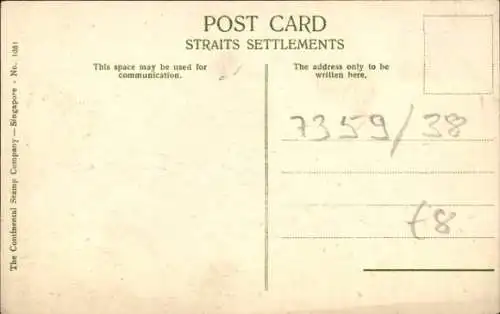 POST CARD
STRAITS SETTLEMENTS
This space may be used for
communication.
The address only to be
written here.
7359/38
£8
The Continental Stamp Company — Singapore - No. 1081